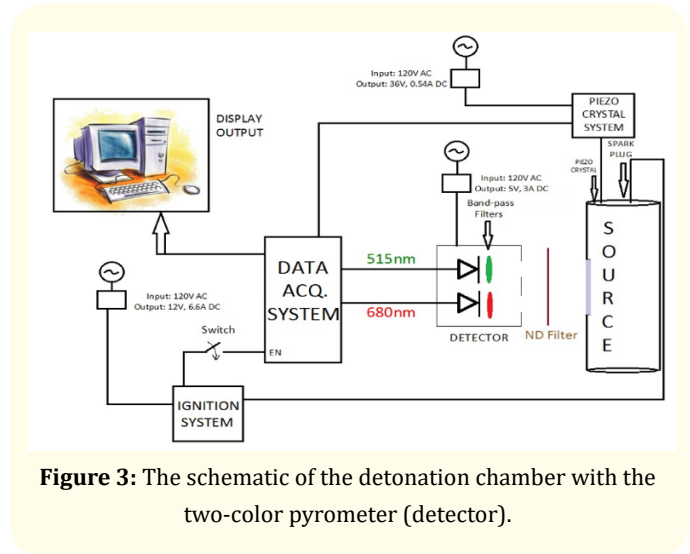 Input: 120V AC
Output: 36V, 0.54A DC
PIEZO
CRYSTAL
SYSTEM
DISPLAY
OUTPUT
SPARK
PLUG
PIEZO
CRYSTAL
Input: 120V AC
Output: 5V, 3A DC
Band-pass
Filters
SOURCE
DATA
ACQ.
SYSTEM
515nm
680nm
DETECTOR
ND Filter
EN
Input: 120V AC
Output: 12V, 6.6A DC
Switch
IGNITION
SYSTEM
Figure 3: The schematic of the detonation chamber with the
two-color pyrometer (detector).